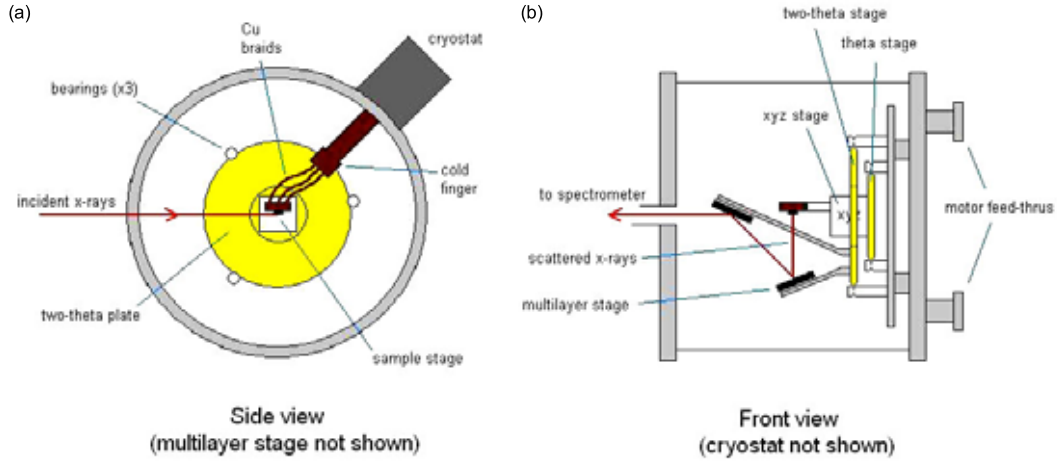 (a)
Cu
braids
cryostat
bearings (x3)
cold
finger
incident x-rays
two-theta plate
sample stage
Side view
(multilayer stage not shown)
(b)
two-theta stage
theta stage
xyz stage
to spectrometer
xyz
motor feed-thrus
scattered x-rays
multilayer stage
Front view
(cryostat not shown)